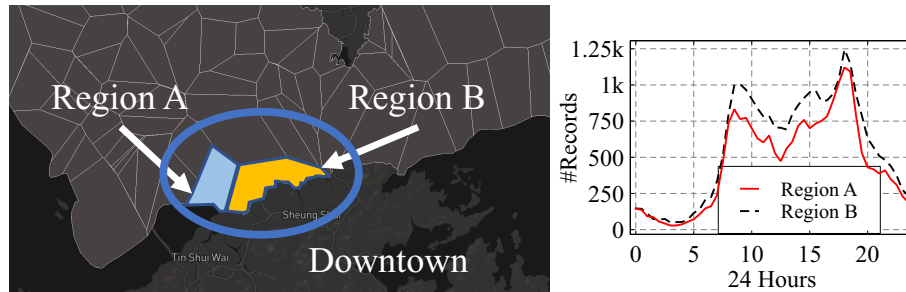 Region A
Region B
Sheung Shui
Tin Shui Wai
Downtown
1.25k
1k
750
500
250
0
#Records
Region A
Region B
0
5
10
15
20
24 Hours